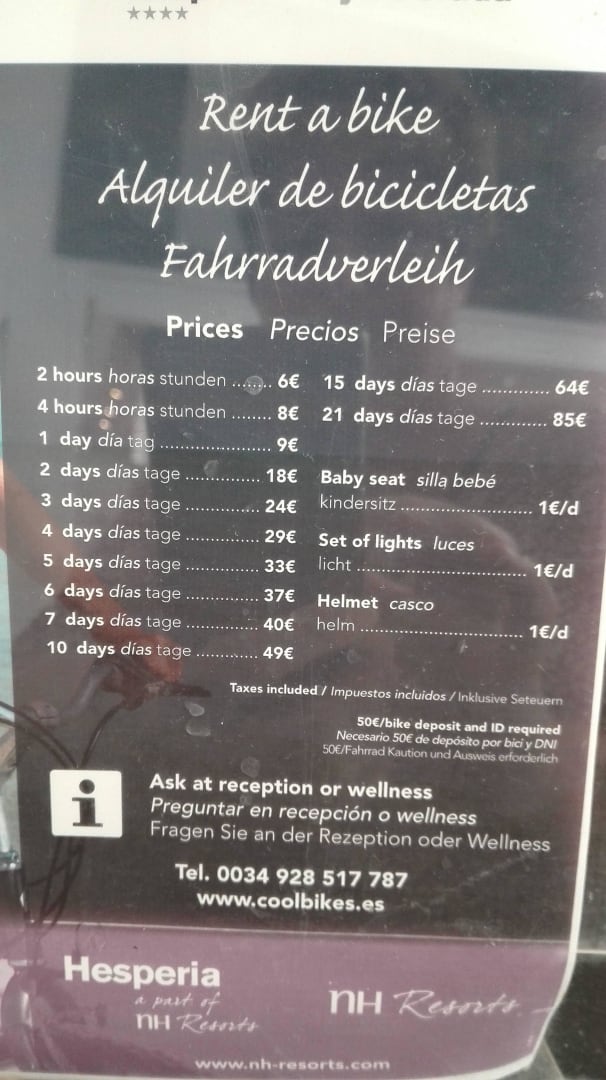 ★★★★
Rent a bike
Alquiler de bicicletas
Fahrradverleih
Prices Precios Preise
2 hours horas stunden ........ 6€
4 hours horas stunden ........ 8€
1 day día tag ...................... 9€
2 days días tage ............... 18€
3 days días tage ............... 24€
4 days días tage ............... 29€
5 days días tage ............... 33€
6 days días tage ............... 37€
7 days días tage ............... 40€
10 days días tage ............ 49€
15 days días tage ............. 64€
21 days días tage ............. 85€
Baby seat silla bebé
kindersitz .......................... 1€/d
Set of lights luces
licht ................................. 1€/d
Helmet casco
helm ................................ 1€/d
Taxes included / Impuestos incluidos / Inklusive Seteuern
50€/bike deposit and ID required
Necesario 50€ de depósito por bici y DNI
50€/Fahrrad Kaution und Ausweis erforderlich
i
Ask at reception or wellness
Preguntar en recepción o wellness
Fragen Sie an der Rezeption oder Wellness
Tel. 0034 928 517 787
www.coolbikes.es
Hesperia
a part of
NH Resorts
NH Resorts
www.nh-resorts.com